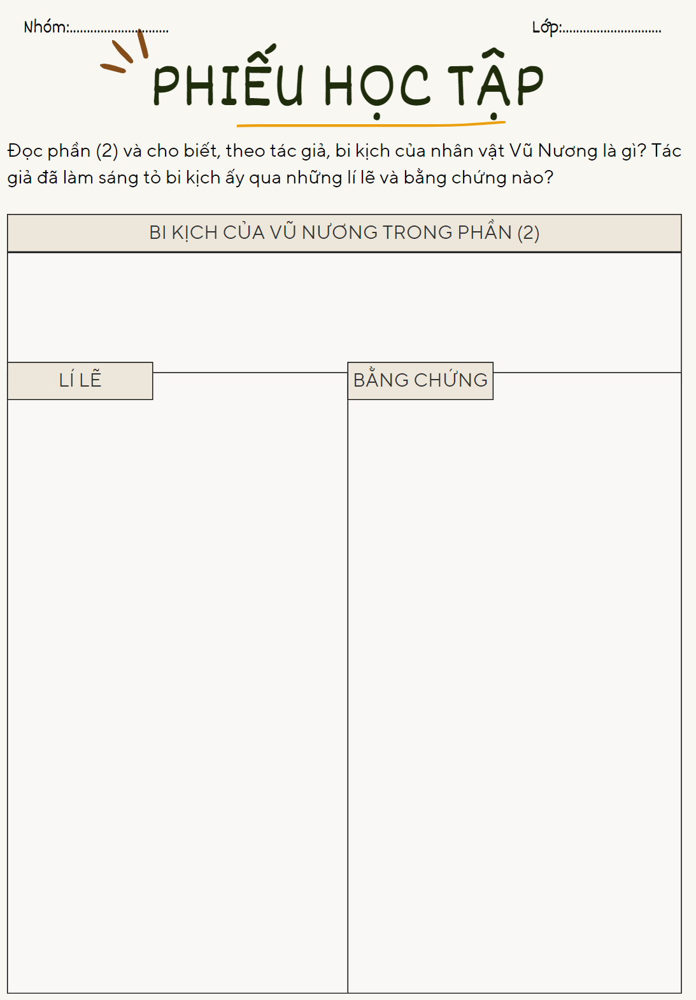 Nhóm:.............................
Lớp:.............................
PHIẾU HỌC TẬP
Đọc phần (2) và cho biết, theo tác giả, bi kịch của nhân vật Vũ Nương là gì? Tác
giả đã làm sáng tỏ bi kịch ấy qua những lí lẽ và bằng chứng nào?
BI KỊCH CỦA VŨ NƯƠNG TRONG PHẦN (2)
LÍ LẼ
BẰNG CHỨNG